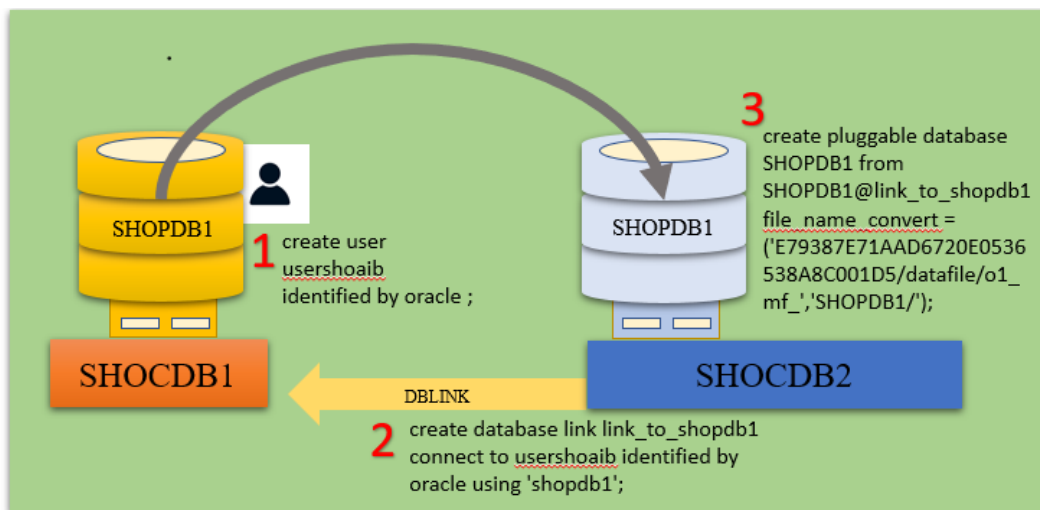 SHOPDB1
1
create user
usershoaib
identified by oracle ;
SHOCDB1
DBLINK
2
create database link link_to_shopdb1
connect to usershoaib identified by
oracle using 'shopdb1';
3
create pluggable database
SHOPDB1 from
SHOPDB1@link_to_shopdb1
file_name_convert =
('E79387E71AAD6720E0536
538A8C001D5/datafile/o1_
mf_','SHOPDB1/');
SHOPDB1
SHOCDB2